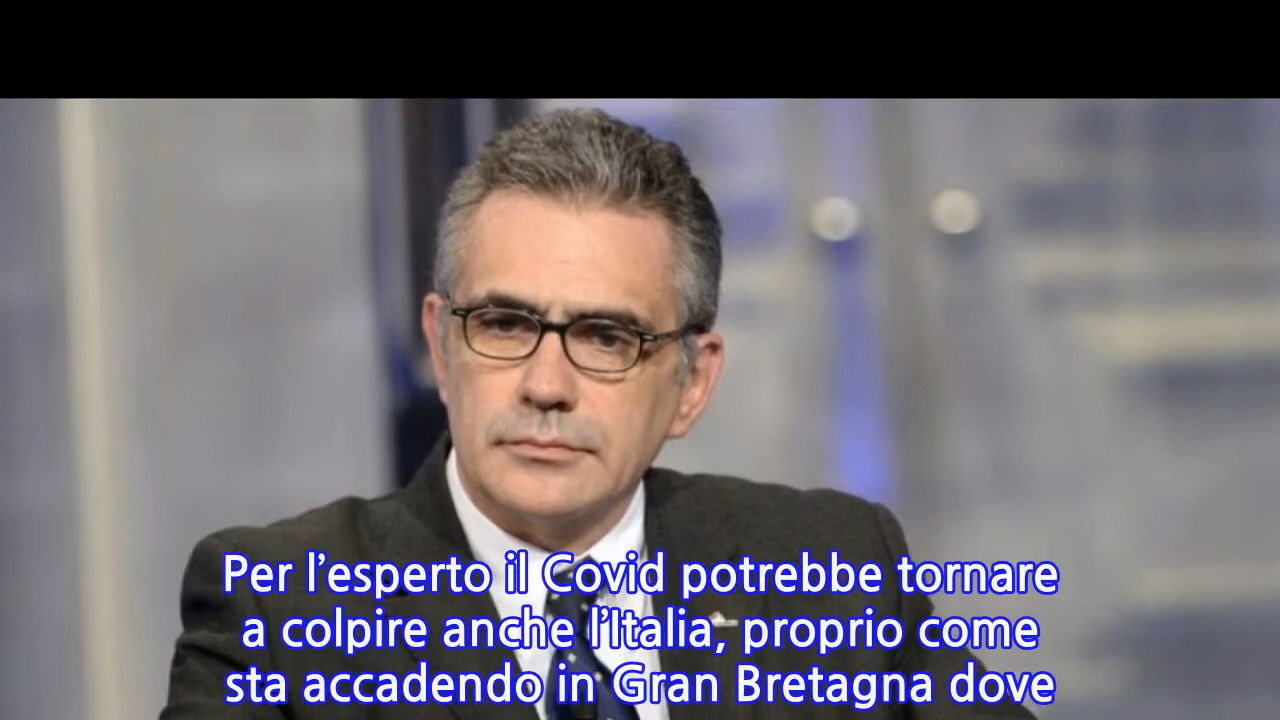 Per l’esperto il Covid potrebbe tornare
a colpire anche l’Italia, proprio come
sta accadendo in Gran Bretagna dove